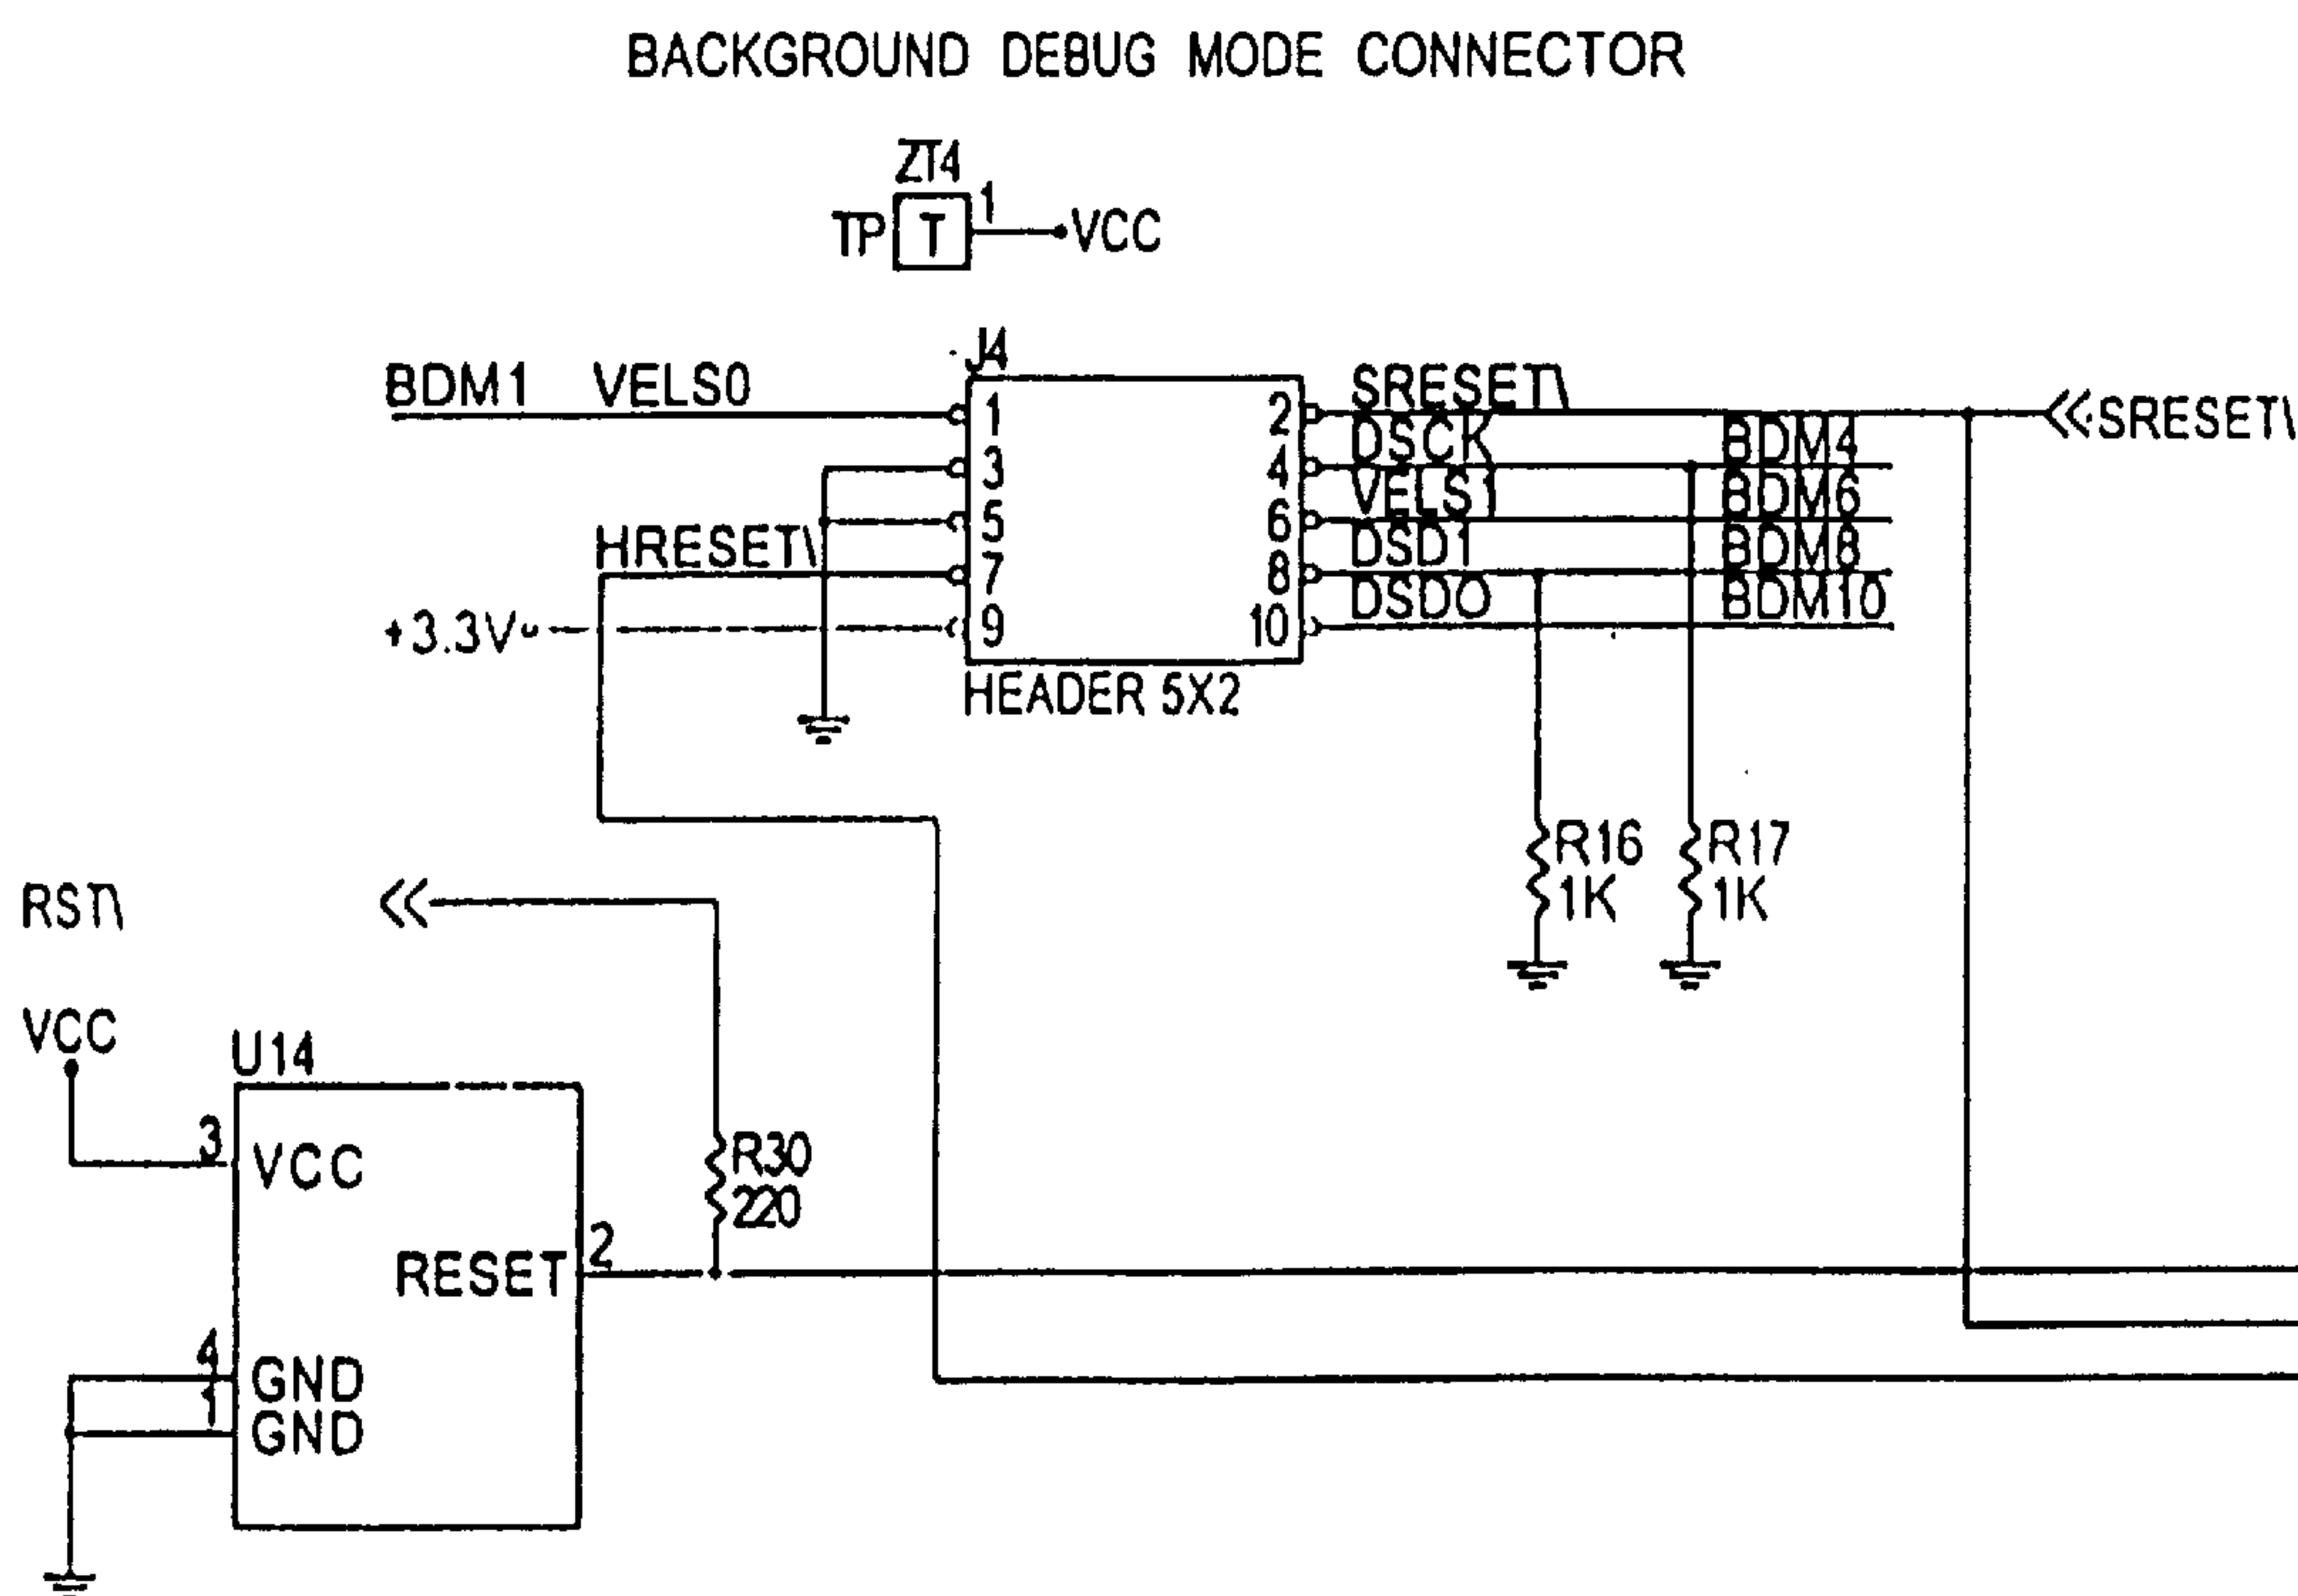 BACKGROUND DEBUG MODE CONNECTOR
ZT4
1
TP T VCC
J4
BDM1 VELS0 1 2 SRESET\ SRESET\
3 4 DSCK BDM4
5 6 VELS1 BDM6
HRESET\ 7 8 DSD1 BDM8
+3.3V 9 10 DSDO BDM10
HEADER 5X2
R16 R17
1K 1K
RST\
VCC
U14
3 VCC
R30
220
RESET 2
4 GND
1 GND